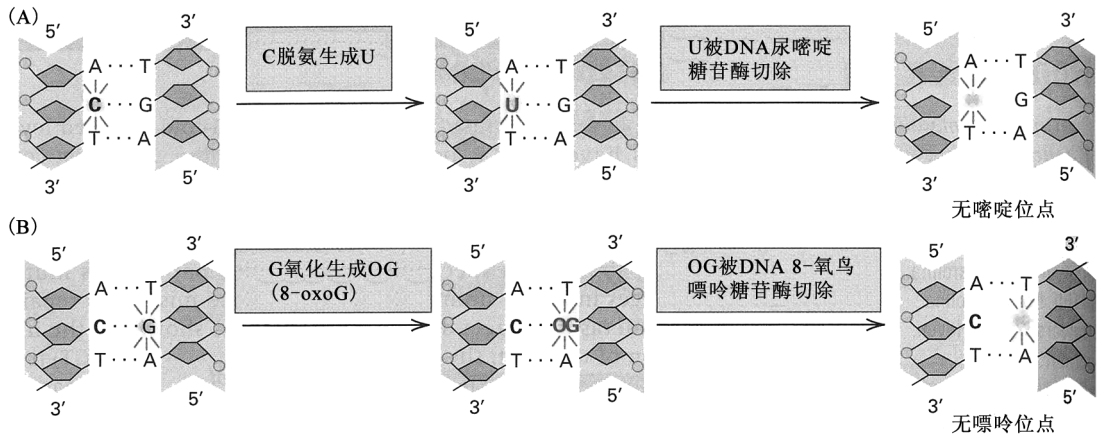 (A)
5′
3′
A···T
C···G
T···A
3′
5′
C脱氨生成U
5′
3′
A···T
U···G
T···A
3′
5′
U被DNA尿嘧啶
糖苷酶切除
5′
3′
A···T
G
T···A
3′
5′
无嘧啶位点
(B)
5′
3′
A···T
C···G
T···A
3′
5′
G氧化生成OG
(8-oxoG)
5′
3′
A···T
C···OG
T···A
3′
5′
OG被DNA 8-氧鸟
嘌呤糖苷酶切除
5′
3′
A···T
C
T···A
3′
5′
无嘌呤位点